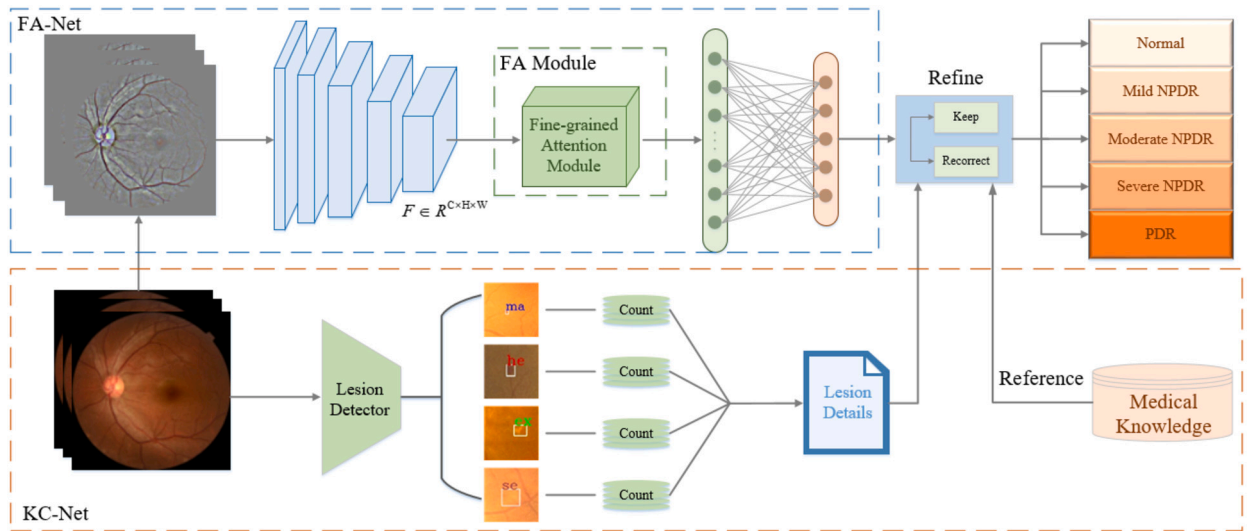 FA-Net
FA Module
Fine-grained
Attention
Module
F ∈ R^{C×H×W}
Refine
Keep
Recorrect
Normal
Mild NPDR
Moderate NPDR
Severe NPDR
PDR
KC-Net
Lesion
Detector
ma
he
ex
se
Count
Count
Count
Count
Lesion
Details
Reference
Medical
Knowledge